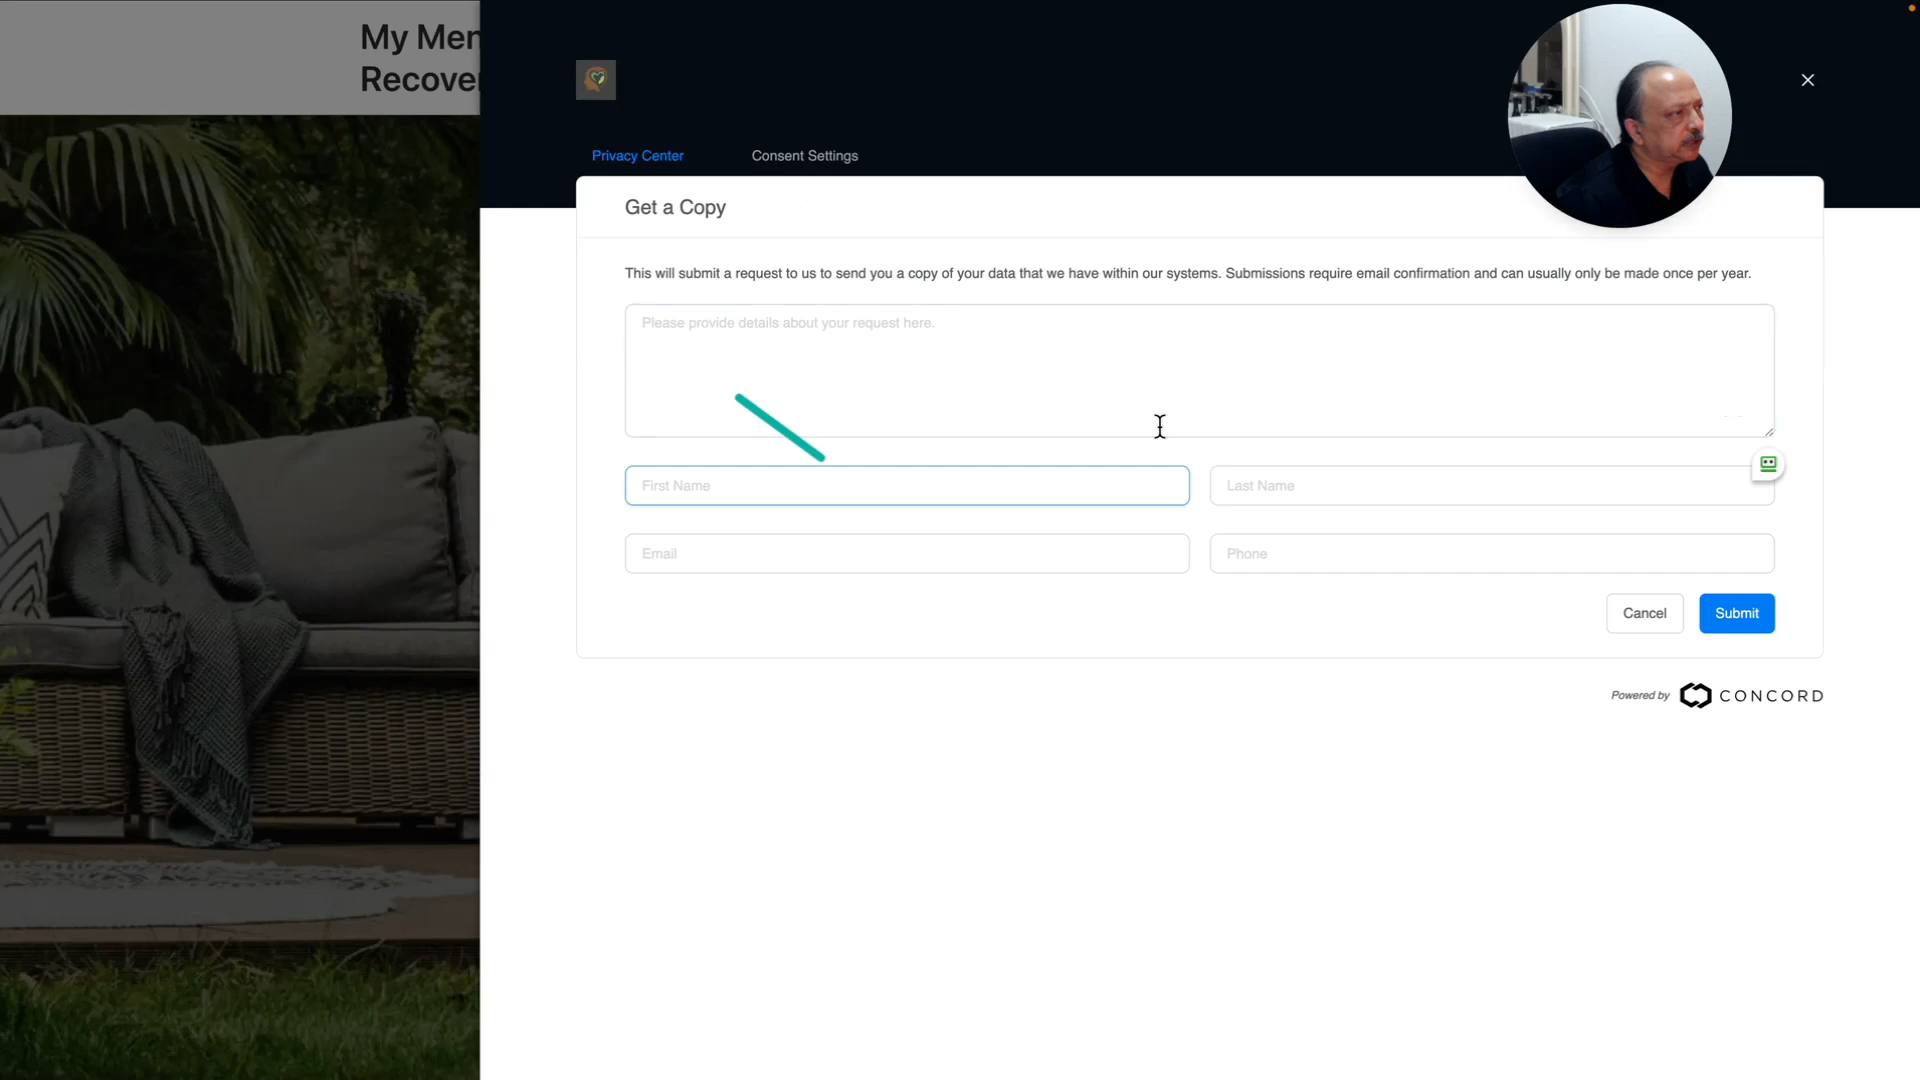 My Men
Recove
Privacy Center
Consent Settings
Get a Copy
This will submit a request to us to send you a copy of your data that we have within our systems. Submissions require email confirmation and can usually only be made once per year.
Please provide details about your request here.
First Name
Last Name
Email
Phone
Cancel
Submit
Powered by
CONCORD